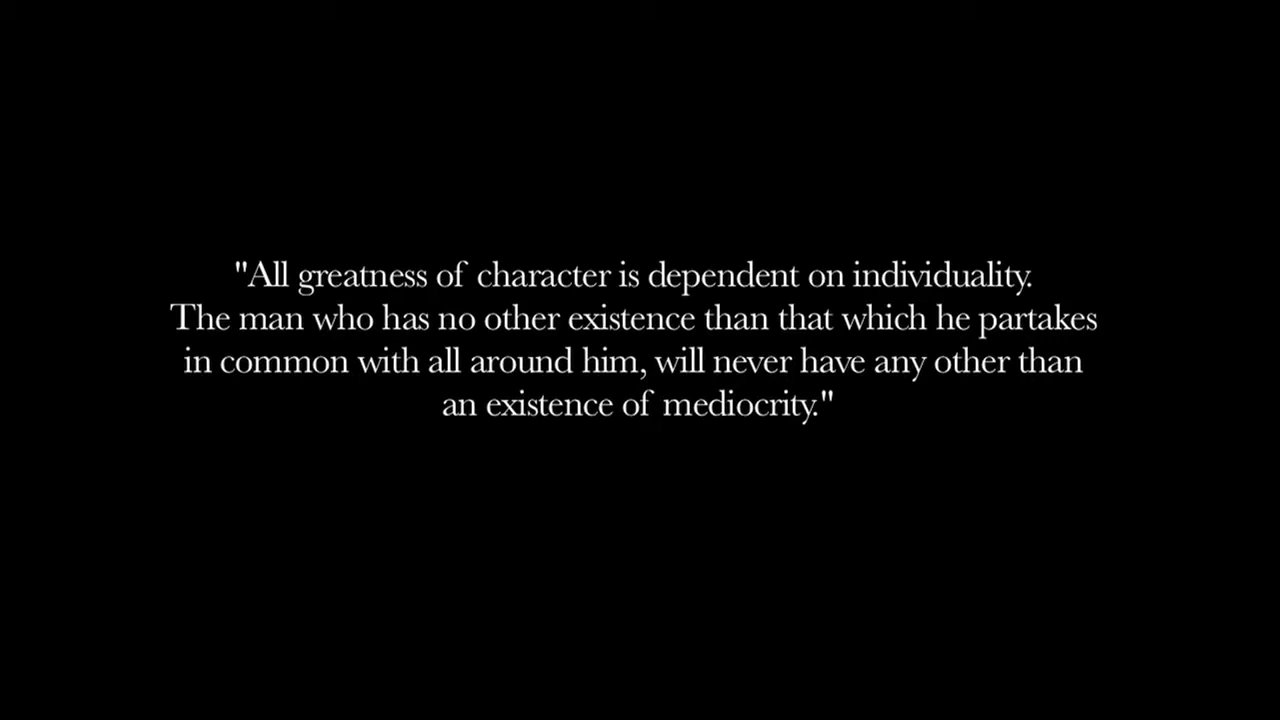 "All greatness of character is dependent on individuality.
The man who has no other existence than that which he partakes
in common with all around him, will never have any other than
an existence of mediocrity."